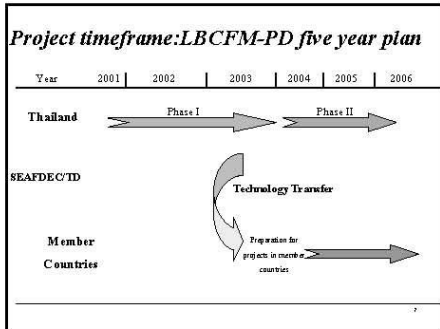 Project timeframe:LBCFM-PD five year plan
Year 2001 2002 2003 2004 2005 2006
Phase I Phase II
Thailand
SEAFDEC/TD
Technology Transfer
Member
Countries
Preparation for
projects in member
countries